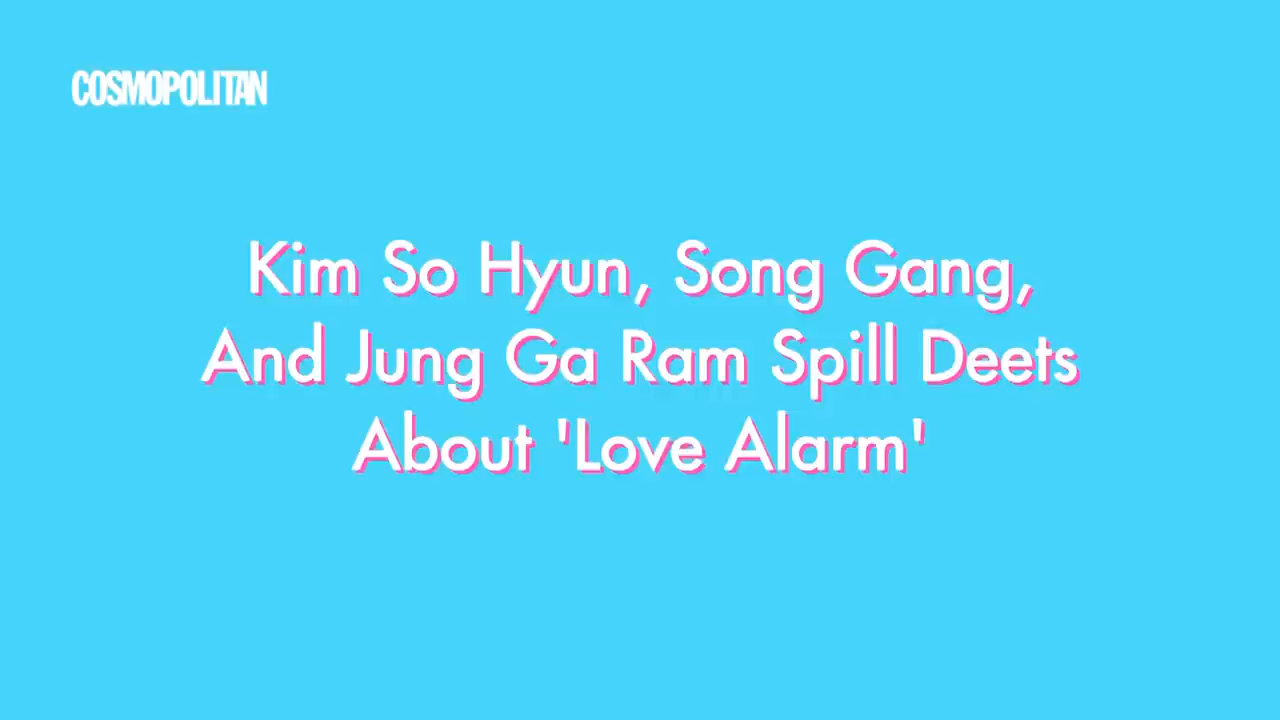 COSMOPOLITAN
Kim So Hyun, Song Gang,
And Jung Ga Ram Spill Deets
About 'Love Alarm'